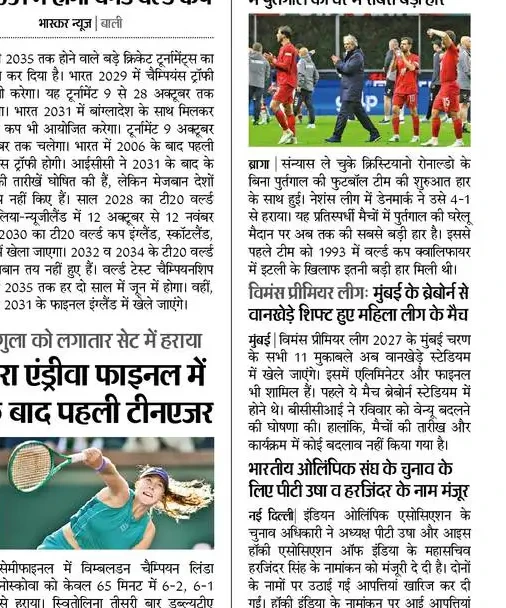 भास्कर न्यूज | बाली
2035 तक होने वाले बड़े क्रिकेट टूर्नामेंट्स का
कर दिया है। भारत 2029 में चैम्पियंस ट्रॉफी
करेगा। यह टूर्नामेंट 9 से 28 अक्टूबर तक
भारत 2031 में बांग्लादेश के साथ मिलकर
कप भी आयोजित करेगा। टूर्नामेंट 9 अक्टूबर
तक चलेगा। भारत में 2006 के बाद पहली
ट्रॉफी होगी। आईसीसी ने 2031 के बाद के
तारीखें घोषित की हैं, लेकिन मेजबान देशों
नहीं किए हैं। साल 2028 का टी20 वर्ल्ड
में 12 अक्टूबर से 12 नवंबर
2030 का टी20 वर्ल्ड कप इंग्लैंड, स्कॉटलैंड,
खेला जाएगा। 2032 व 2034 के टी20 वर्ल्ड
तय नहीं हुए हैं। वर्ल्ड टेस्ट चैम्पियनशिप
2035 तक हर दो साल में जून में होगा। वहीं,
2031 के फाइनल इंग्लैंड में खेले जाएंगे।
को लगातार सेट में हराया
एंड्रीवा फाइनल में
बाद पहली टीनएजर
सेमीफाइनल में विम्बलडन चैम्पियन लिंडा
को केवल 65 मिनट में 6-2, 6-1
से हराया। स्वितोलिना तीसरी बार डब्ल्यूटीए
ब्रागा | संन्यास ले चुके क्रिस्टियानो रोनाल्डो के
बिना पुर्तगाल की फुटबॉल टीम की शुरुआत हार
के साथ हुई। नेशंस लीग में डेनमार्क ने उसे 4-1
से हराया। यह प्रतिस्पर्धी मैचों में पुर्तगाल की घरेलू
मैदान पर अब तक की सबसे बड़ी हार है। इससे
पहले टीम को 1993 में वर्ल्ड कप क्वालिफायर
में इटली के खिलाफ इतनी बड़ी हार मिली थी।
विमंस प्रीमियर लीगः मुंबई के ब्रेबोर्न से
वानखेड़े शिफ्ट हुए महिला लीग के मैच
मुंबई | विमंस प्रीमियर लीग 2027 के मुंबई चरण
के सभी 11 मुकाबले अब वानखेड़े स्टेडियम
में खेले जाएंगे। इसमें एलिमिनेटर और फाइनल
भी शामिल हैं। पहले ये मैच ब्रेबोर्न स्टेडियम में
होने थे। बीसीसीआई ने रविवार को वेन्यू बदलने
की घोषणा की। हालांकि, मैचों की तारीख और
कार्यक्रम में कोई बदलाव नहीं किया गया है।
भारतीय ओलिंपिक संघ के चुनाव के
लिए पीटी उषा व हरजिंदर के नाम मंजूर
नई दिल्ली| इंडियन ओलिंपिक एसोसिएशन के
चुनाव अधिकारी ने अध्यक्ष पीटी उषा और आइस
हॉकी एसोसिएशन ऑफ इंडिया के महासचिव
हरजिंदर सिंह के नामांकन को मंजूरी दे दी है। दोनों
के नामों पर उठाई गई आपत्तियां खारिज कर दी
गईं। हॉकी इंडिया के नामांकन पर आई आपत्तियां